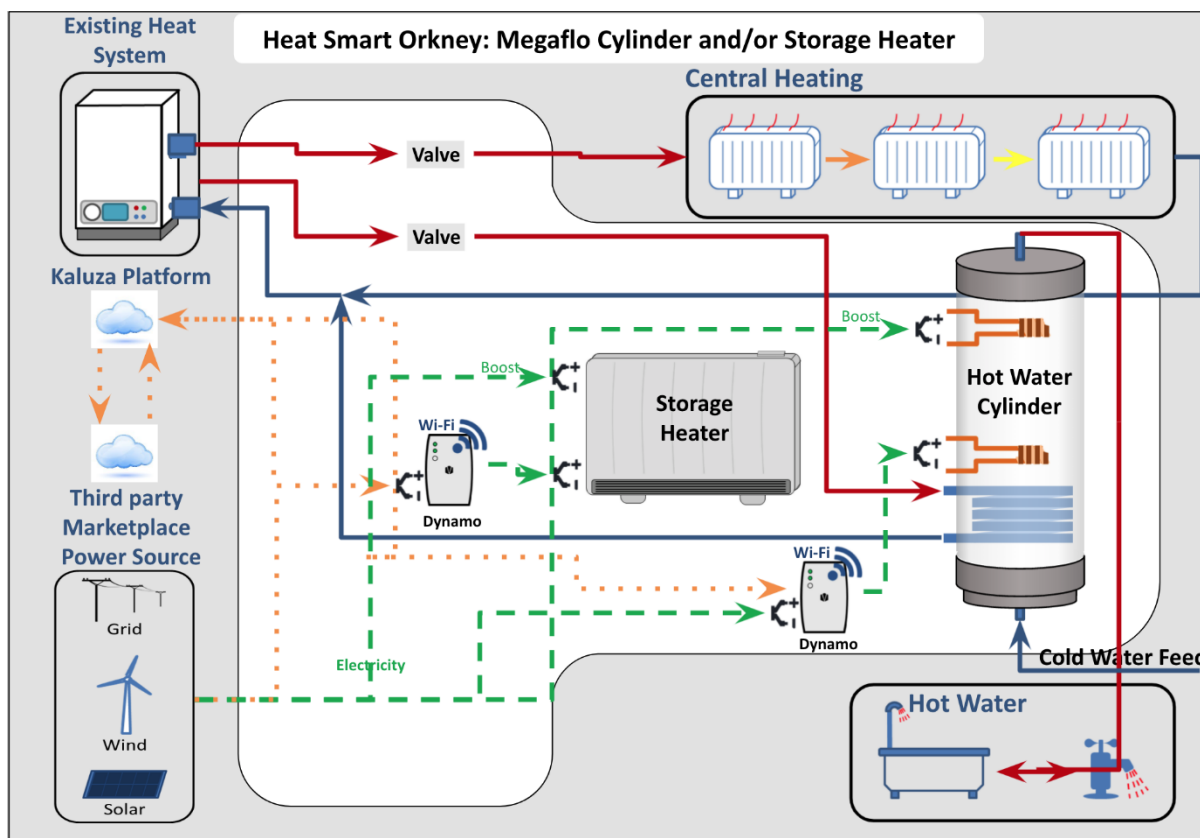 Existing Heat
System
Heat Smart Orkney: Megaflo Cylinder and/or Storage Heater
Central Heating
Valve
Valve
Kaluza Platform
Boost
Boost
Storage
Heater
Hot Water
Cylinder
Wi-Fi
Dynamo
Third party
Marketplace
Power Source
Wi-Fi
Dynamo
Grid
Electricity
Wind
Solar
Cold Water Feed
Hot Water